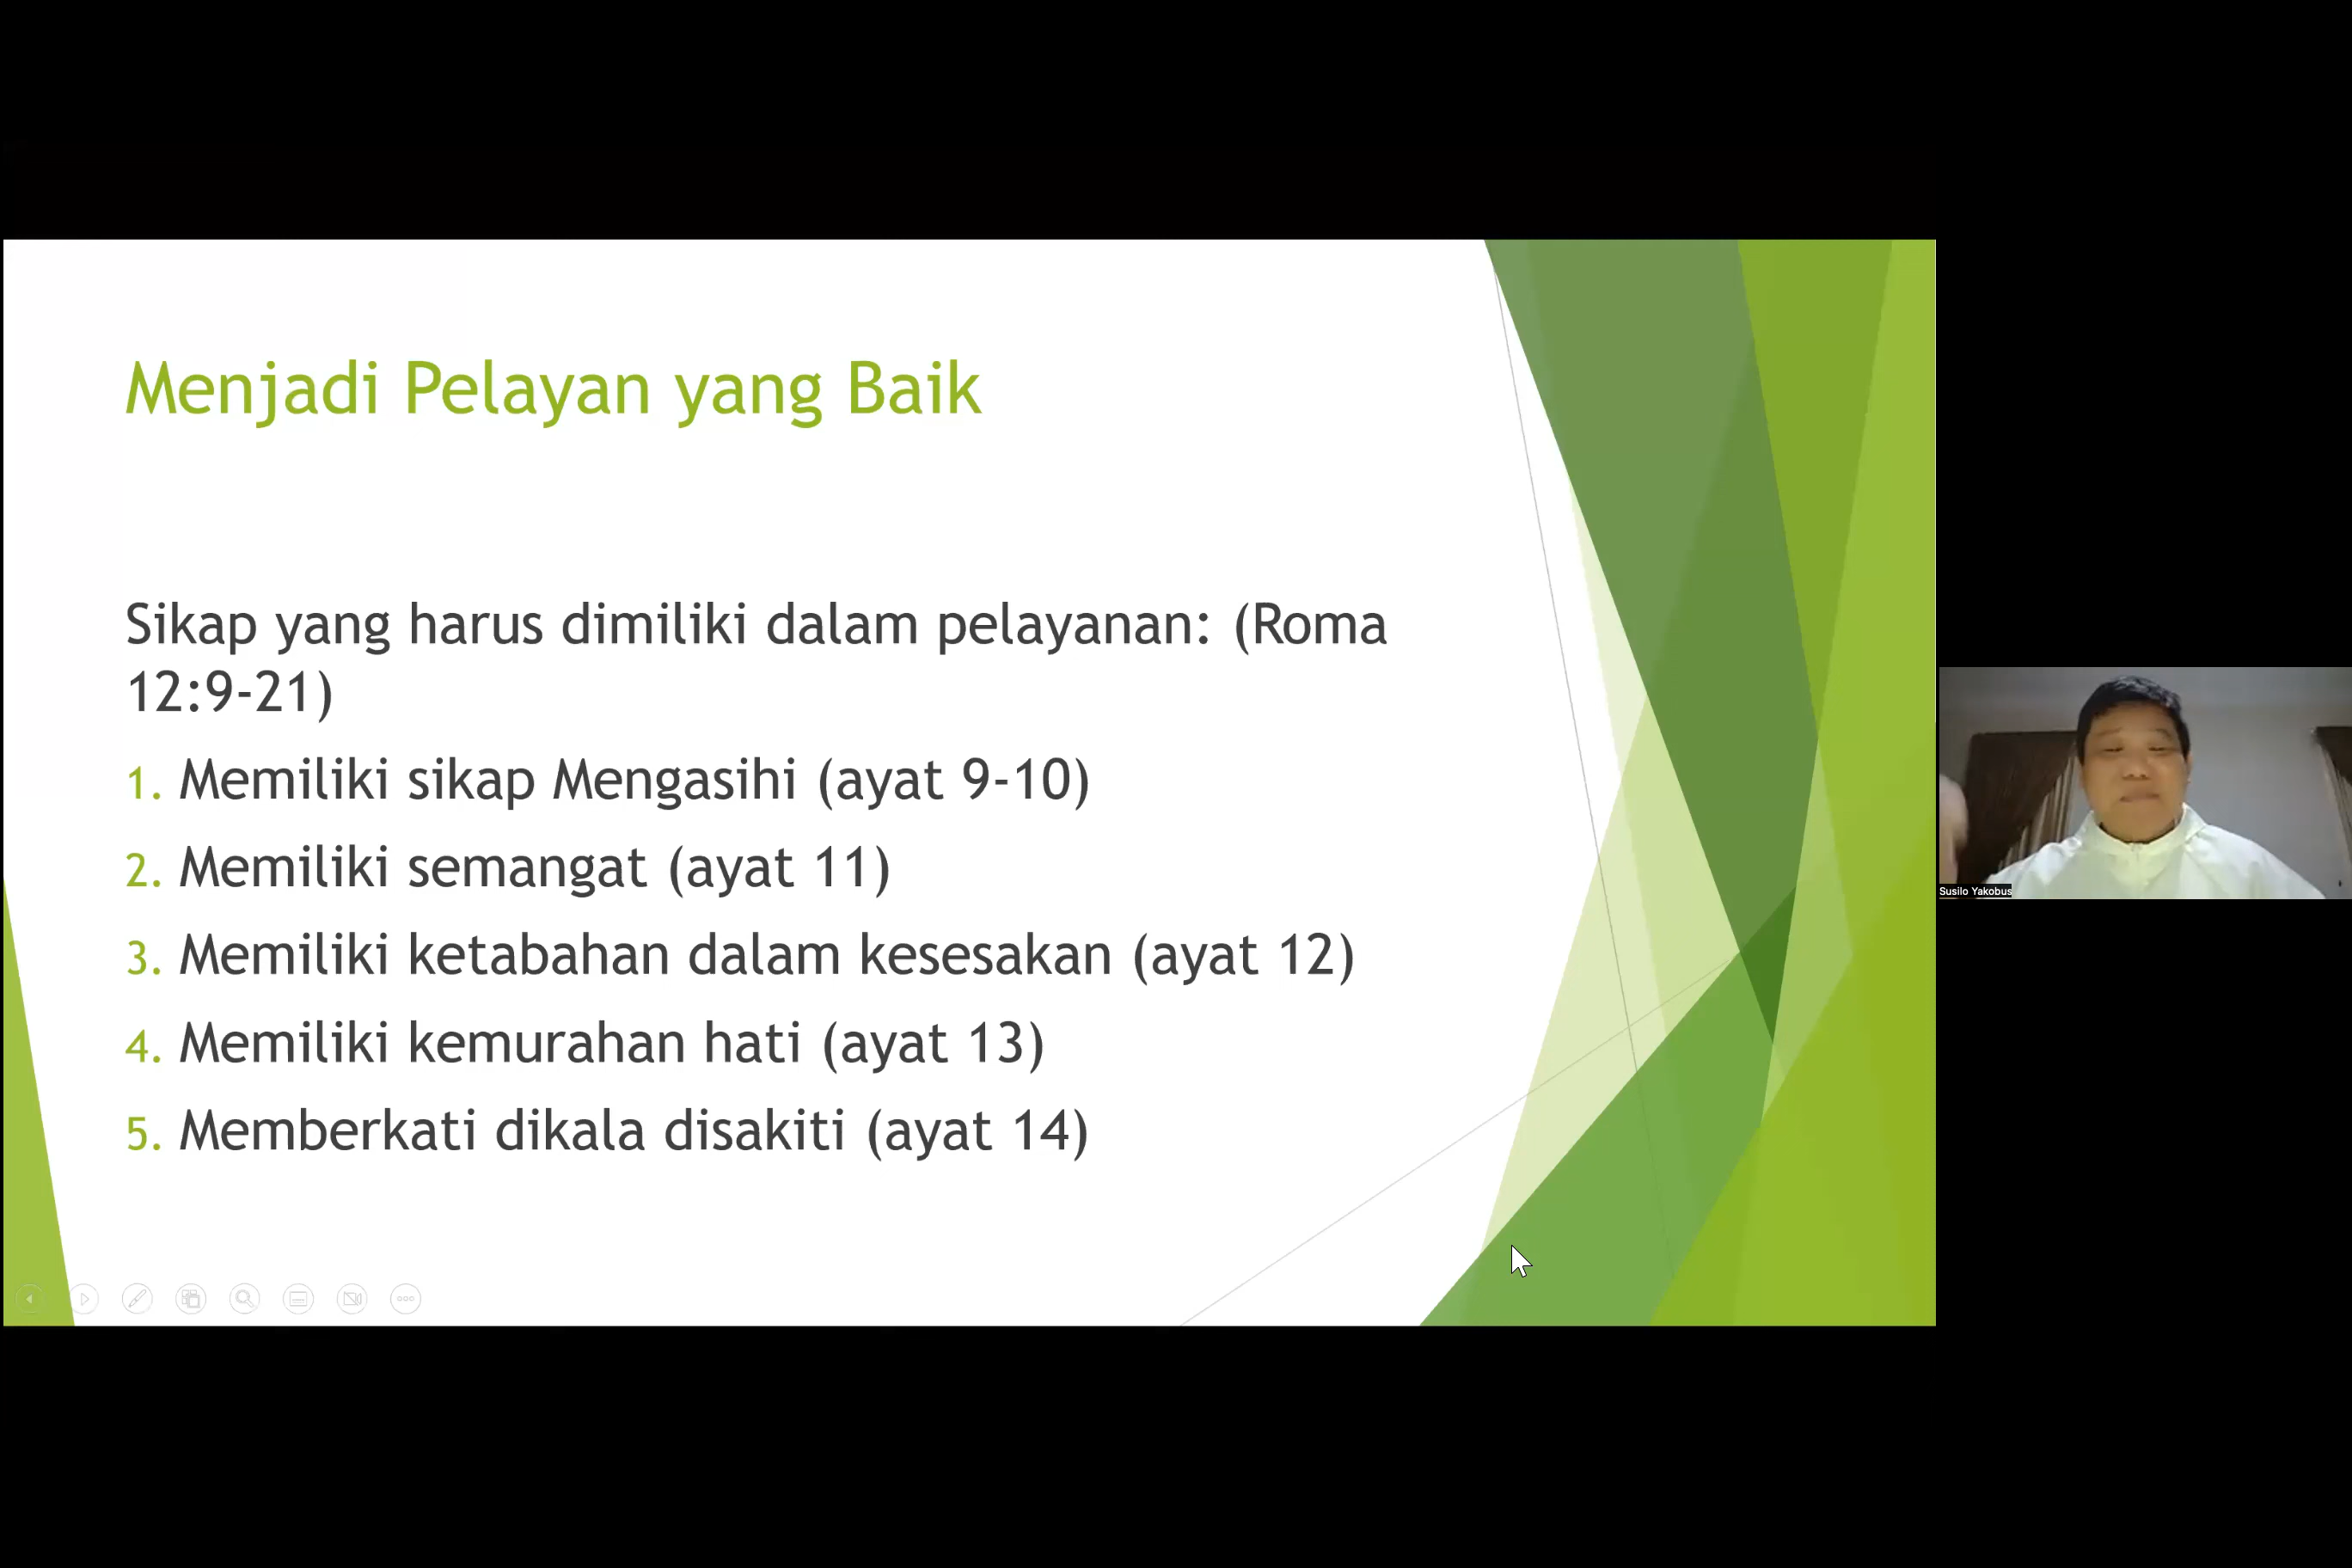 Menjadi Pelayan yang Baik
Sikap yang harus dimiliki dalam pelayanan: (Roma
12:9-21)
1. Memiliki sikap Mengasihi (ayat 9-10)
2. Memiliki semangat (ayat 11)
3. Memiliki ketabahan dalam kesesakan (ayat 12)
4. Memiliki kemurahan hati (ayat 13)
5. Memberkati dikala disakiti (ayat 14)
Susilo Yakobus